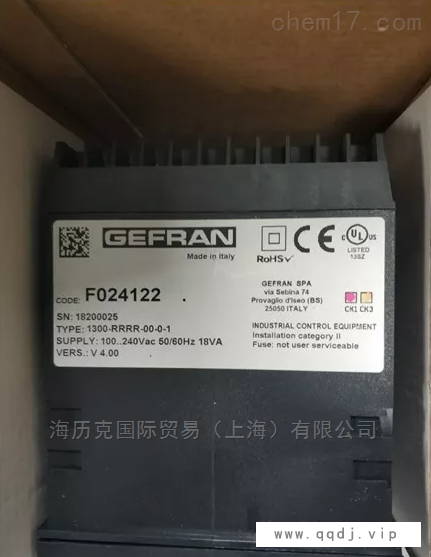 chem17.com
GEFRAN
Made in Italy
RoHS
CE
UL
LISTED
13SZ
CODE: F024122 .
SN: 18200025
TYPE: 1300-RRRR-00-0-1
SUPPLY: 100..240Vac 50/60Hz 18VA
VERS.: V 4.00
GEFRAN SPA
via Sebina 74
Provaglio d'Iseo (BS)
25050 ITALY
CK1 CK3
INDUSTRIAL CONTROL EQUIPMENT
Installation category II
Fuse: not user serviceable
海历克国际贸易（上海）有限公司
www.qqdj.vip